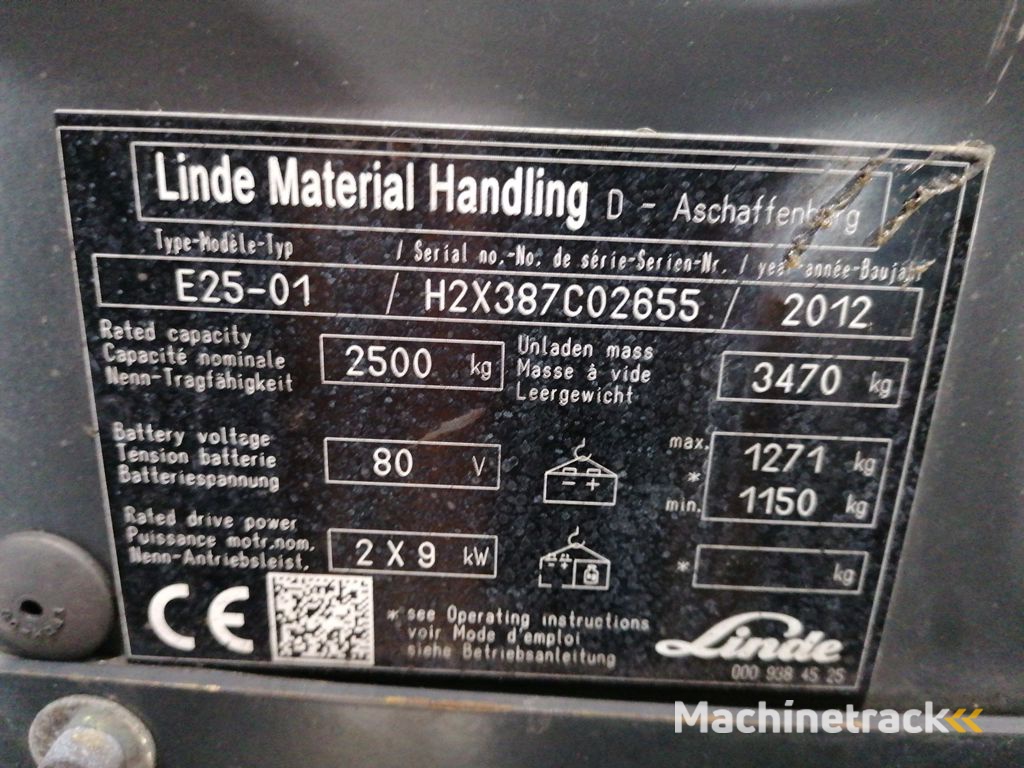 Linde Material Handling D - Aschaffenburg
Type-Modèle-Typ / Serial no.-No. de série-Serien-Nr. / year-année-Baujahr
E25-01 / H2X387C02655 / 2012
Rated capacity
Capacité nominale
Nenn-Tragfähigkeit
2500 kg
Unladen mass
Masse à vide
Leergewicht
3470 kg
Battery voltage
Tension batterie
Batteriespannung
80 V
- +
max. 1271 kg
*
min. 1150 kg
Rated drive power
Puissance motr.nom.
Nenn-Antriebsleist.
2 X 9 kW
* kg
CE
* see Operating instructions
voir Mode d'emploi
siehe Betriebsanleitung
Linde
000 938 45 25
Machinetrack